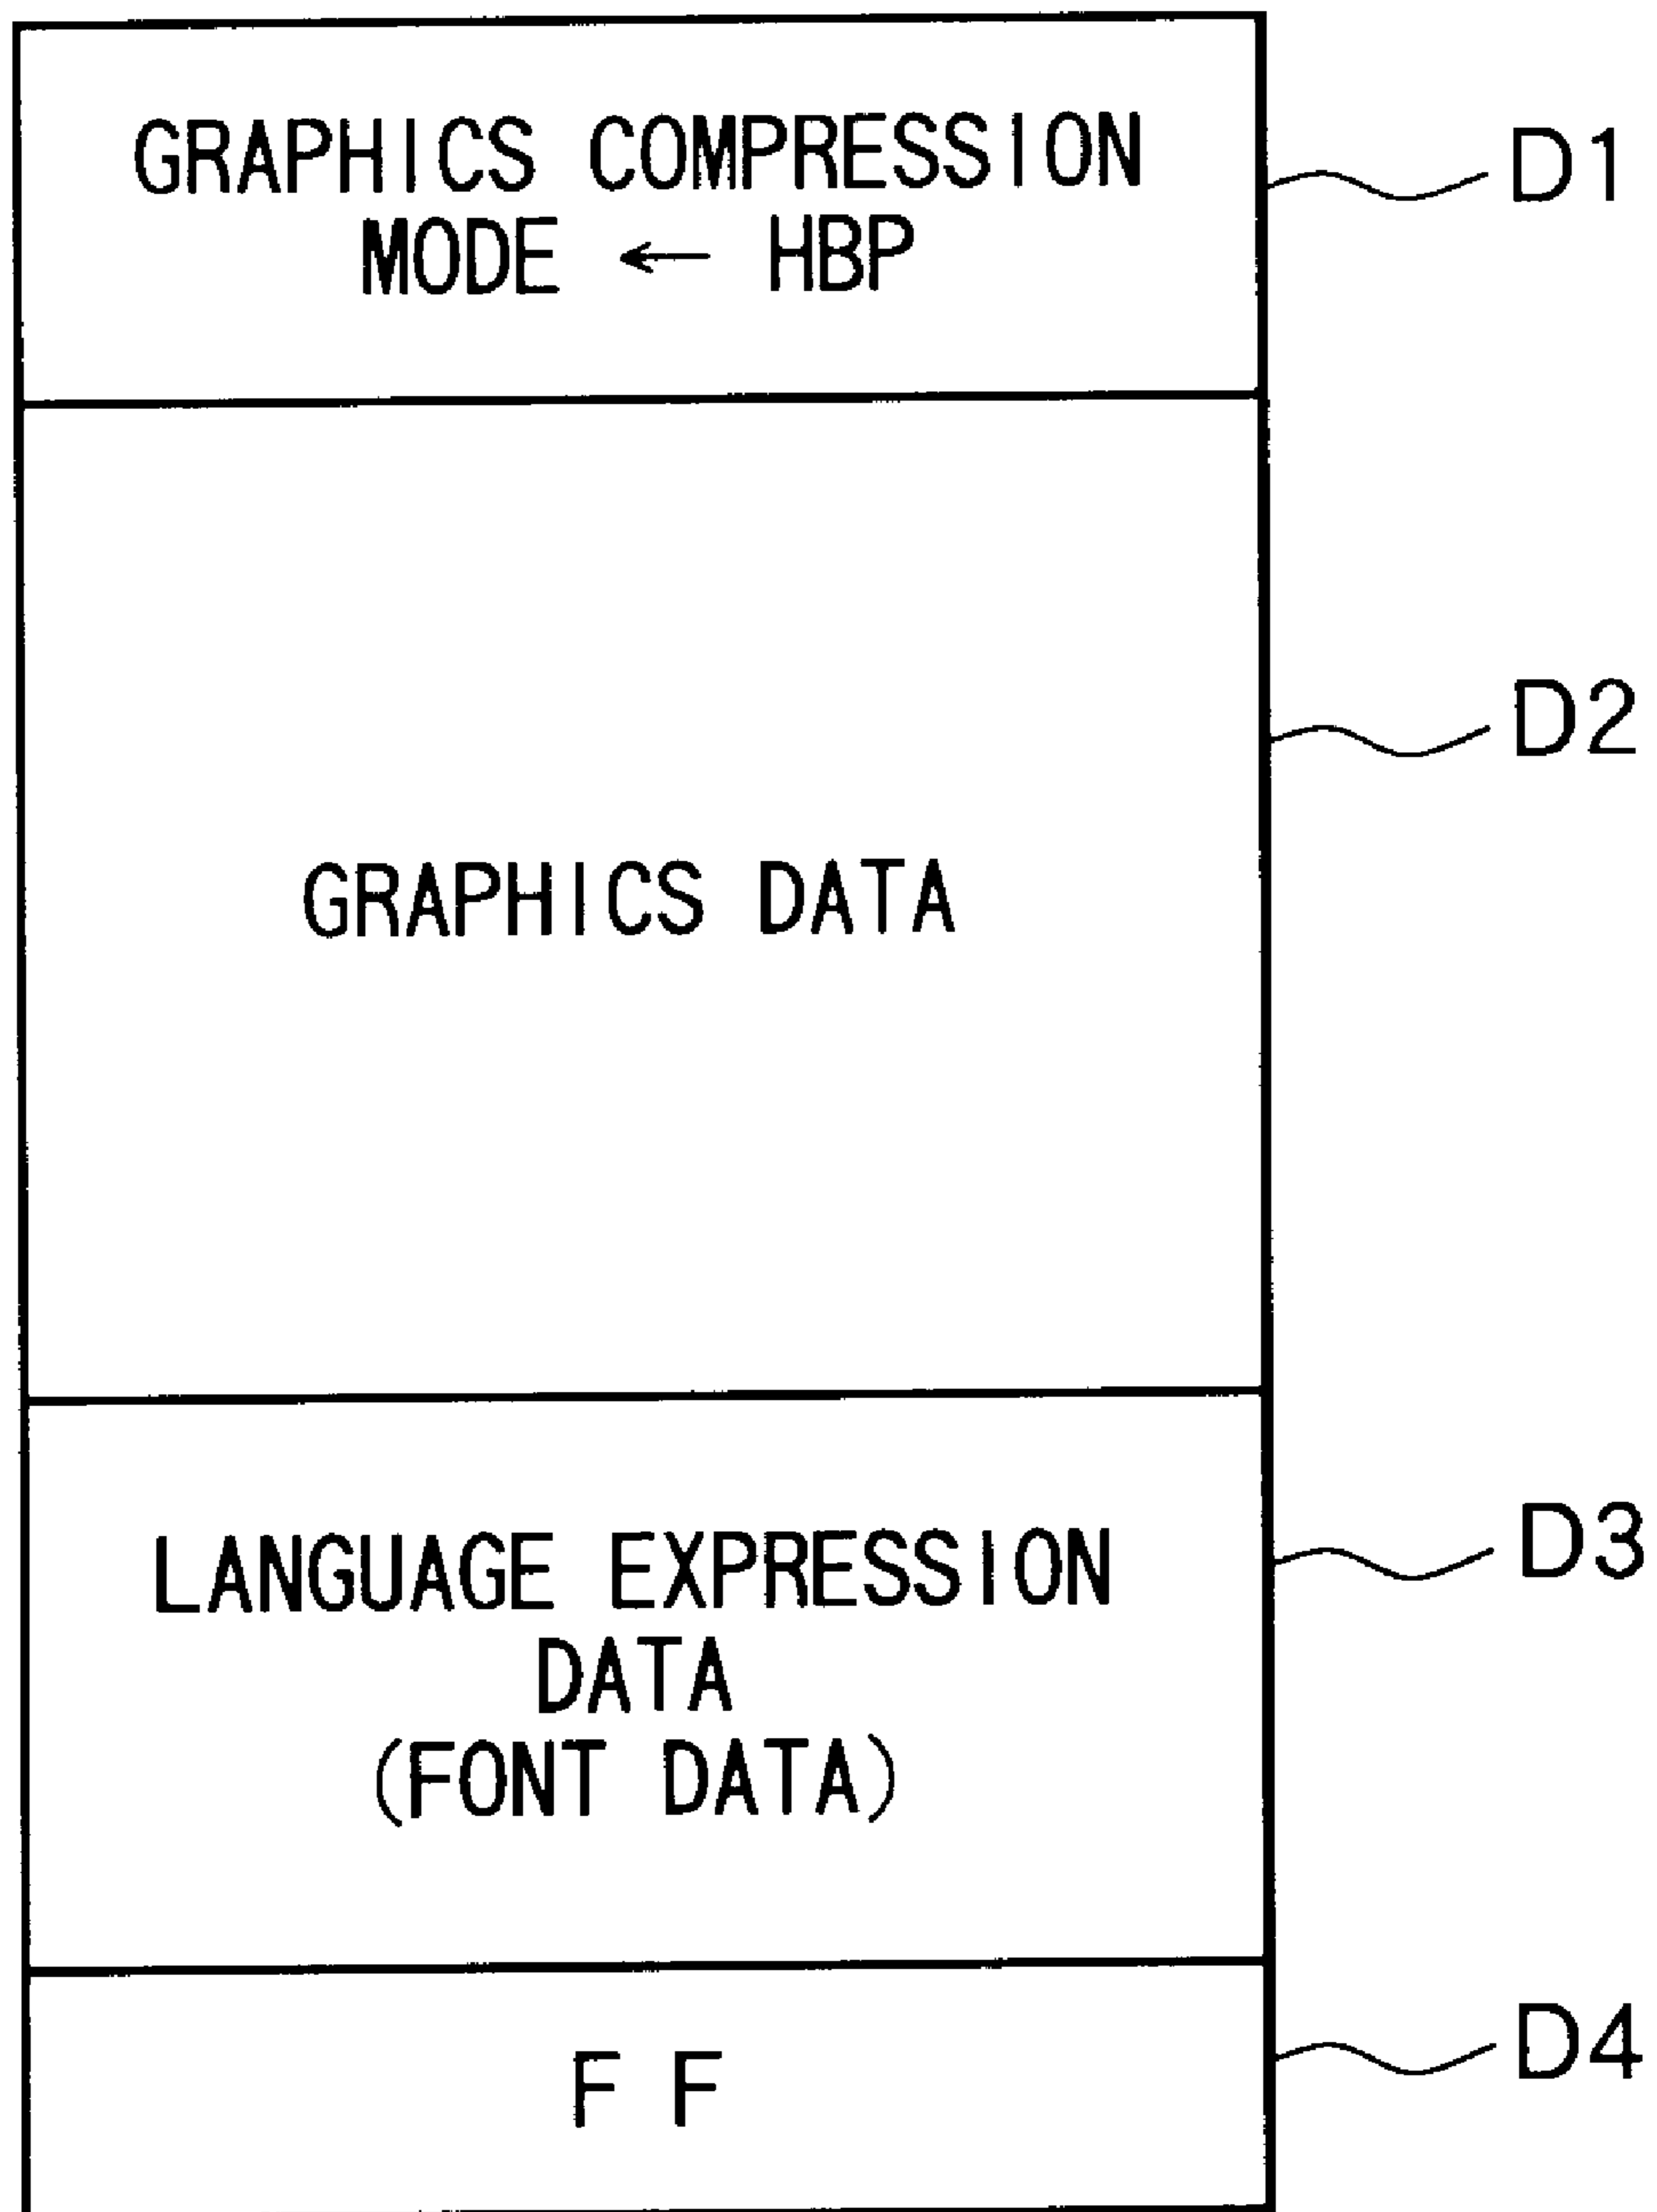 GRAPHICS COMPRESSION
MODE ← HBP
D1
D2
GRAPHICS DATA
LANGUAGE EXPRESSION
DATA
(FONT DATA)
D3
F F
D4